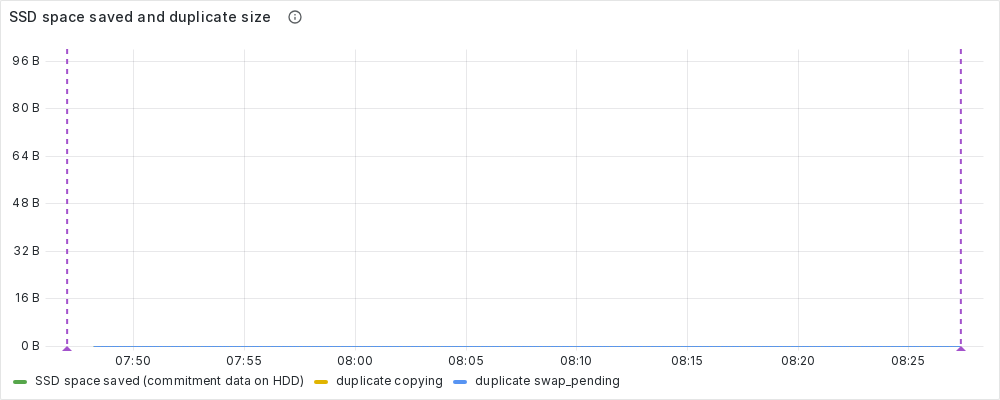 SSD space saved and duplicate size
96 B
80 B
64 B
48 B
32 B
16 B
0 B
07:50 07:55 08:00 08:05 08:10 08:15 08:20 08:25
SSD space saved (commitment data on HDD) duplicate copying duplicate swap_pending